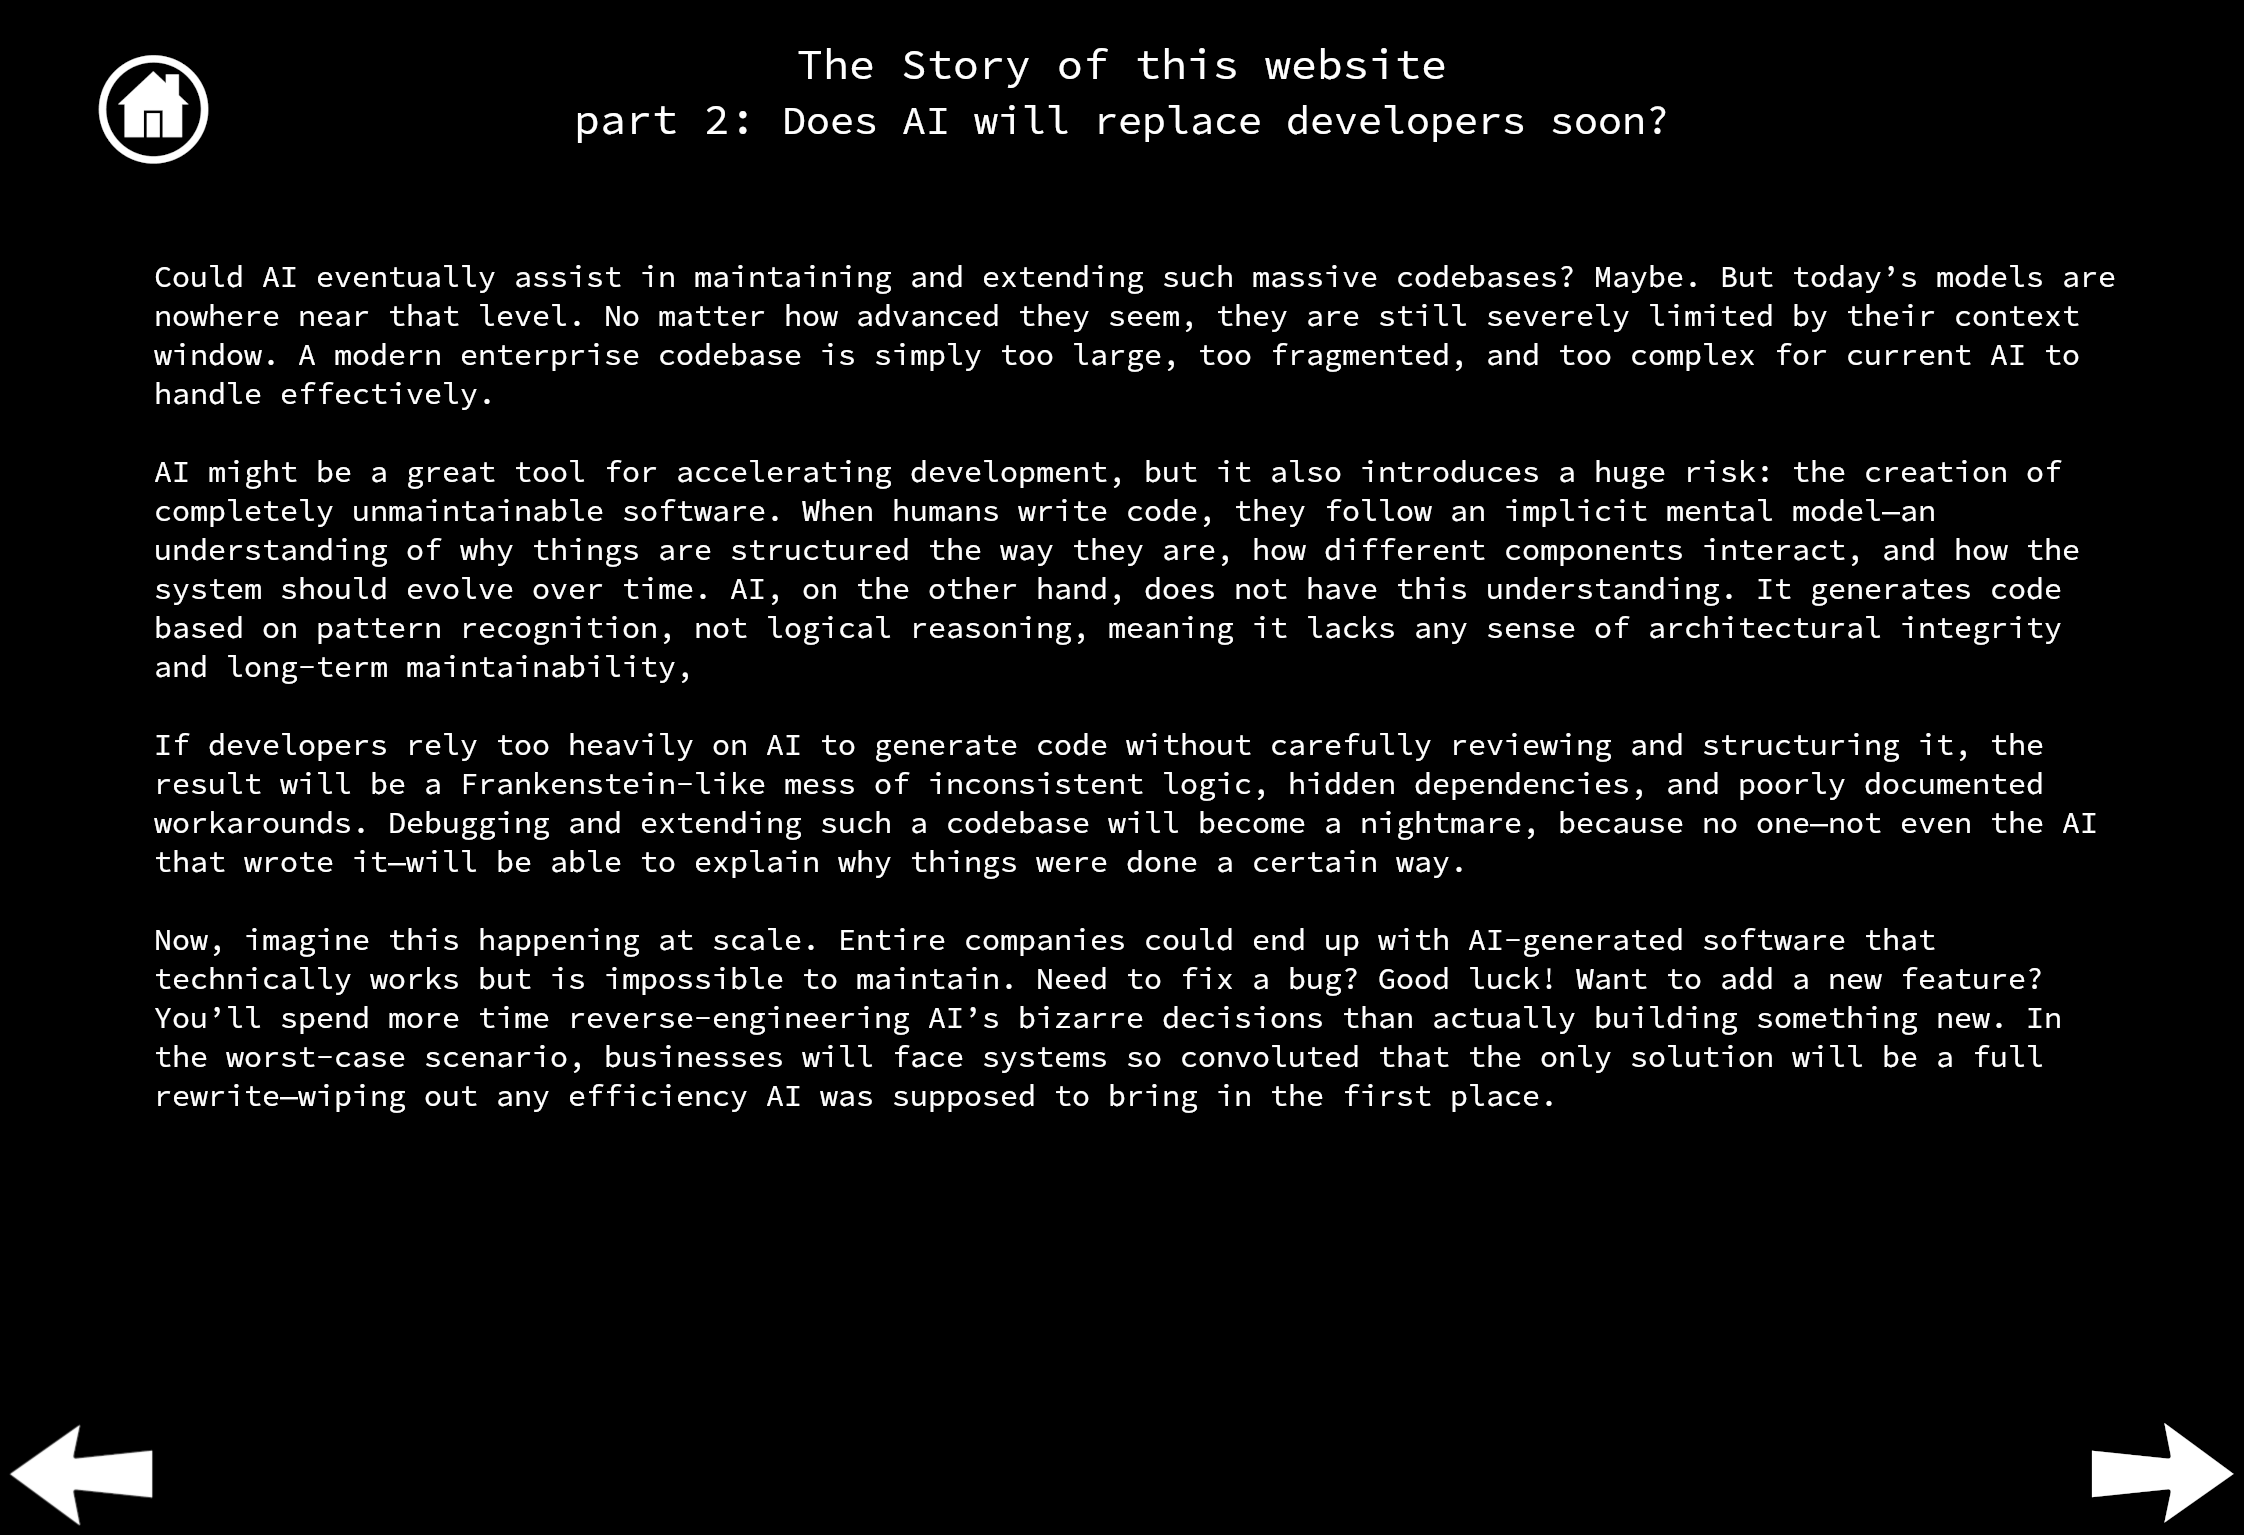 The Story of this website
part 2: Does AI will replace developers soon?
Could AI eventually assist in maintaining and extending such massive codebases? Maybe. But today’s models are
nowhere near that level. No matter how advanced they seem, they are still severely limited by their context
window. A modern enterprise codebase is simply too large, too fragmented, and too complex for current AI to
handle effectively.
AI might be a great tool for accelerating development, but it also introduces a huge risk: the creation of
completely unmaintainable software. When humans write code, they follow an implicit mental model—an
understanding of why things are structured the way they are, how different components interact, and how the
system should evolve over time. AI, on the other hand, does not have this understanding. It generates code
based on pattern recognition, not logical reasoning, meaning it lacks any sense of architectural integrity
and long-term maintainability,
If developers rely too heavily on AI to generate code without carefully reviewing and structuring it, the
result will be a Frankenstein-like mess of inconsistent logic, hidden dependencies, and poorly documented
workarounds. Debugging and extending such a codebase will become a nightmare, because no one—not even the AI
that wrote it—will be able to explain why things were done a certain way.
Now, imagine this happening at scale. Entire companies could end up with AI-generated software that
technically works but is impossible to maintain. Need to fix a bug? Good luck! Want to add a new feature?
You’ll spend more time reverse-engineering AI’s bizarre decisions than actually building something new. In
the worst-case scenario, businesses will face systems so convoluted that the only solution will be a full
rewrite—wiping out any efficiency AI was supposed to bring in the first place.